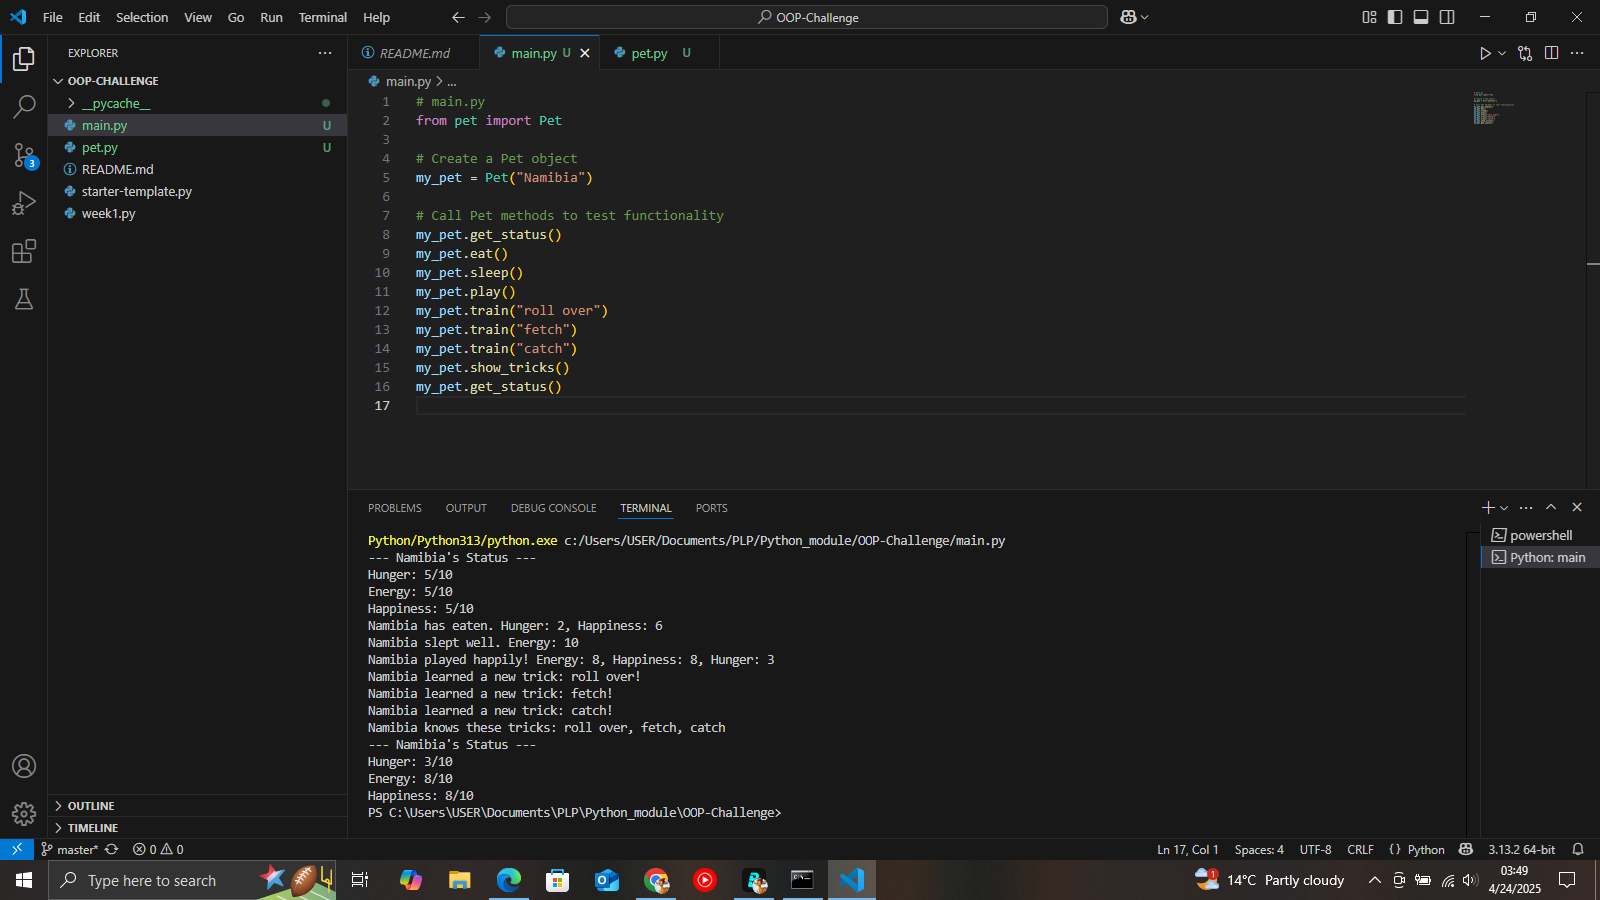 File Edit Selection View Go Run Terminal Help
OOP-Challenge
EXPLORER
OOP-CHALLENGE
__pycache__
main.py U
pet.py U
README.md
starter-template.py
week1.py
OUTLINE
TIMELINE
3
README.md
main.py U
pet.py U
main.py > ...
1 # main.py
2 from pet import Pet
3
4 # Create a Pet object
5 my_pet = Pet("Namibia")
6
7 # Call Pet methods to test functionality
8 my_pet.get_status()
9 my_pet.eat()
10 my_pet.sleep()
11 my_pet.play()
12 my_pet.train("roll over")
13 my_pet.train("fetch")
14 my_pet.train("catch")
15 my_pet.show_tricks()
16 my_pet.get_status()
17
PROBLEMS OUTPUT DEBUG CONSOLE TERMINAL PORTS
Python/Python313/python.exe c:/Users/USER/Documents/PLP/Python_module/OOP-Challenge/main.py
--- Namibia's Status ---
Hunger: 5/10
Energy: 5/10
Happiness: 5/10
Namibia has eaten. Hunger: 2, Happiness: 6
Namibia slept well. Energy: 10
Namibia played happily! Energy: 8, Happiness: 8, Hunger: 3
Namibia learned a new trick: roll over!
Namibia learned a new trick: fetch!
Namibia learned a new trick: catch!
Namibia knows these tricks: roll over, fetch, catch
--- Namibia's Status ---
Hunger: 3/10
Energy: 8/10
Happiness: 8/10
PS C:\Users\USER\Documents\PLP\Python_module\OOP-Challenge>
powershell
Python: main
master* 0 0
Ln 17, Col 1 Spaces: 4 UTF-8 CRLF {} Python 3.13.2 64-bit
Type here to search
1
14°C Partly cloudy
03:49
4/24/2025